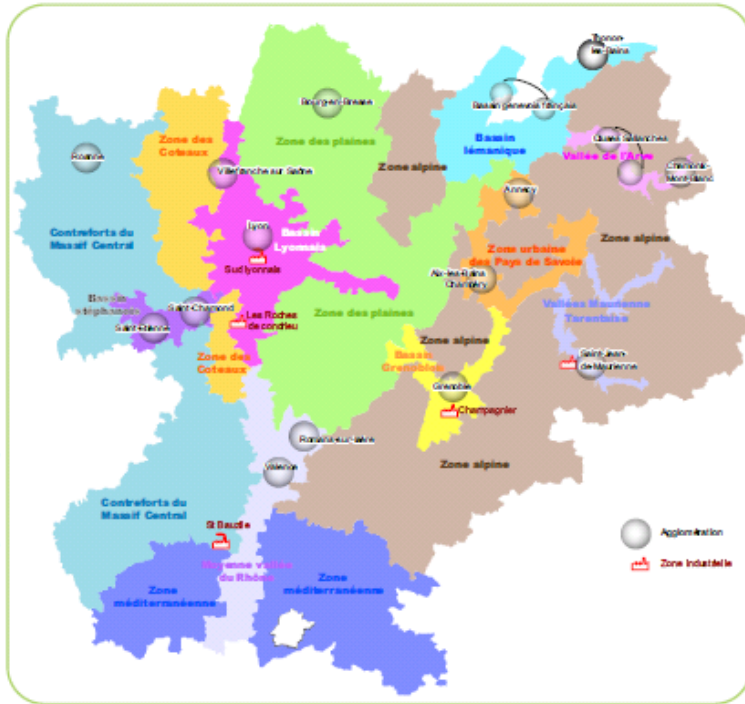 Thonon-
les-Bains
Bourg-en-Bresse
Bassin genevois français
Zone des
Coteaux
Zone des plaines
Bassin
lémanique
Cluses Sallanches
Roanne
Zone alpine
Vallée de l'Arve
Villefranche sur Saône
Chamonix-
Mont-Blanc
Annecy
Contreforts du
Massif Central
Lyon
Bassin
Lyonnais
Zone urbaine
des Pays de Savoie
Zone alpine
Sud lyonnais
Aix-les-Bains
Chambéry
Bassin
stéphanois
Saint-Chamond
Zone des plaines
Vallées Maurienne
Tarentaise
Les Roches
de condrieu
Saint-Etienne
Zone alpine
Zone des
Coteaux
Bassin
Grenoblois
Saint-Jean-
de-Maurienne
Grenoble
Champagnier
Romans-sur-Isère
Zone alpine
Valence
Contreforts du
Massif Central
St Bauzile
Agglomération
Moyenne vallée
du Rhône
Zone Industrielle
Zone
méditerranéenne
Zone
méditerranéenne